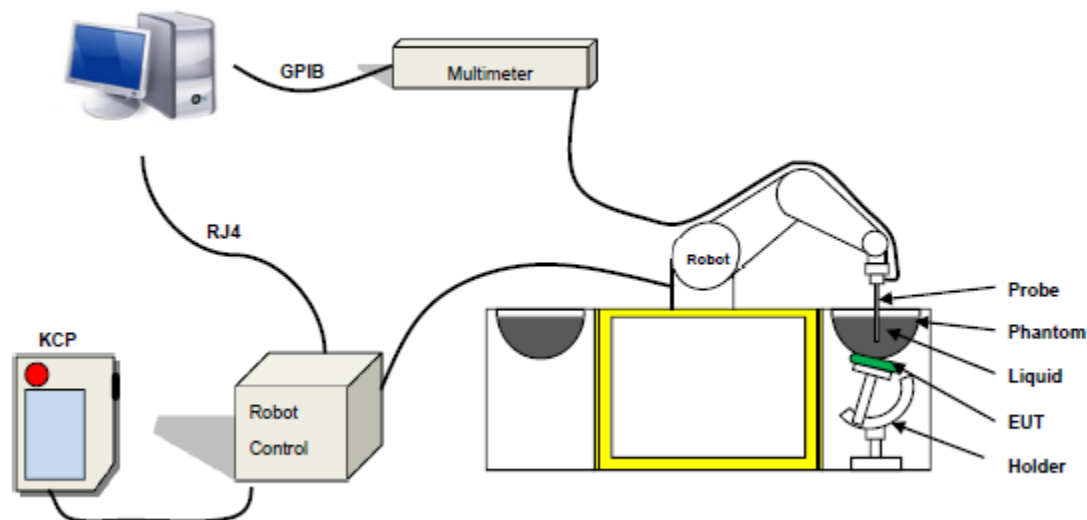 GPIB
Multimeter
RJ4
Robot
Probe
Phantom
KCP
Liquid
Robot
Control
EUT
Holder